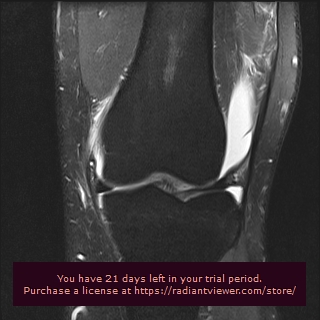 You have 21 days left in your trial period.
Purchase a license at https://radiantviewer.com/store/